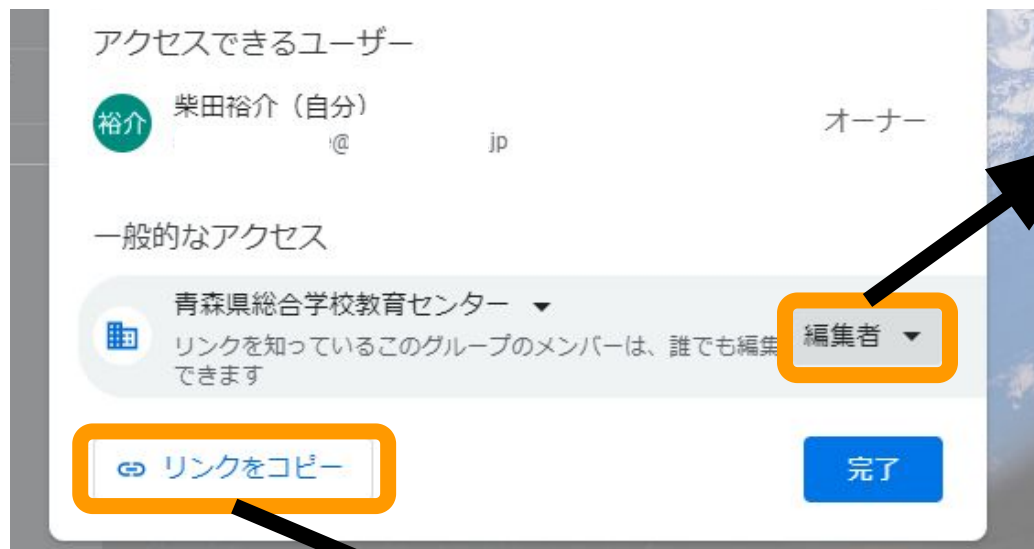 アクセスできるユーザー
裕介
柴田裕介（自分）
@ jp
オーナー
一般的なアクセス
青森県総合学校教育センター
リンクを知っているこのグループのメンバーは、誰でも編集
できます
編集者
リンクをコピー
完了